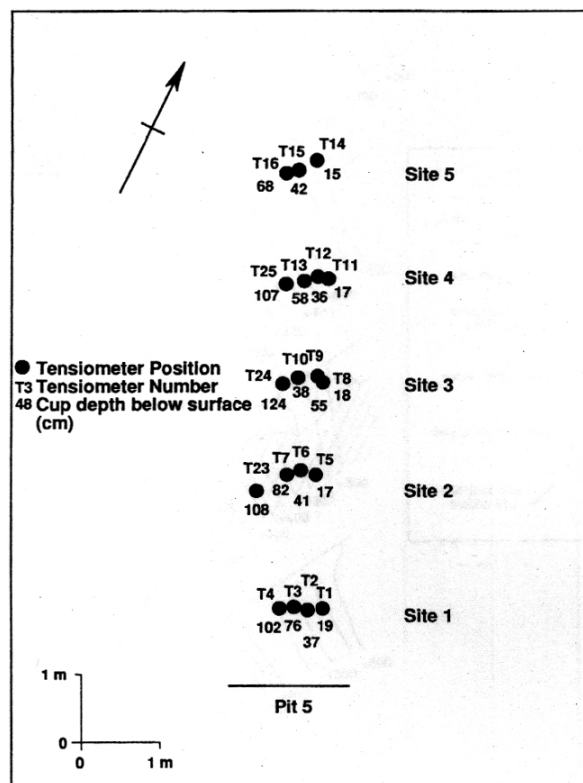 T14
T15
T16
15
42
68
Site 5
T12
T13
T11
T25
107
58 36 17
Site 4
T10 T9
T24
T8
38
18
124
55
Site 3
● Tensiometer Position
T3 Tensiometer Number
48 Cup depth below surface
(cm)
T6
T7
T5
T23
82
17
41
108
Site 2
T2
T3
T1
T4
102
76
19
37
Site 1
1 m
0
0
1 m
Pit 5